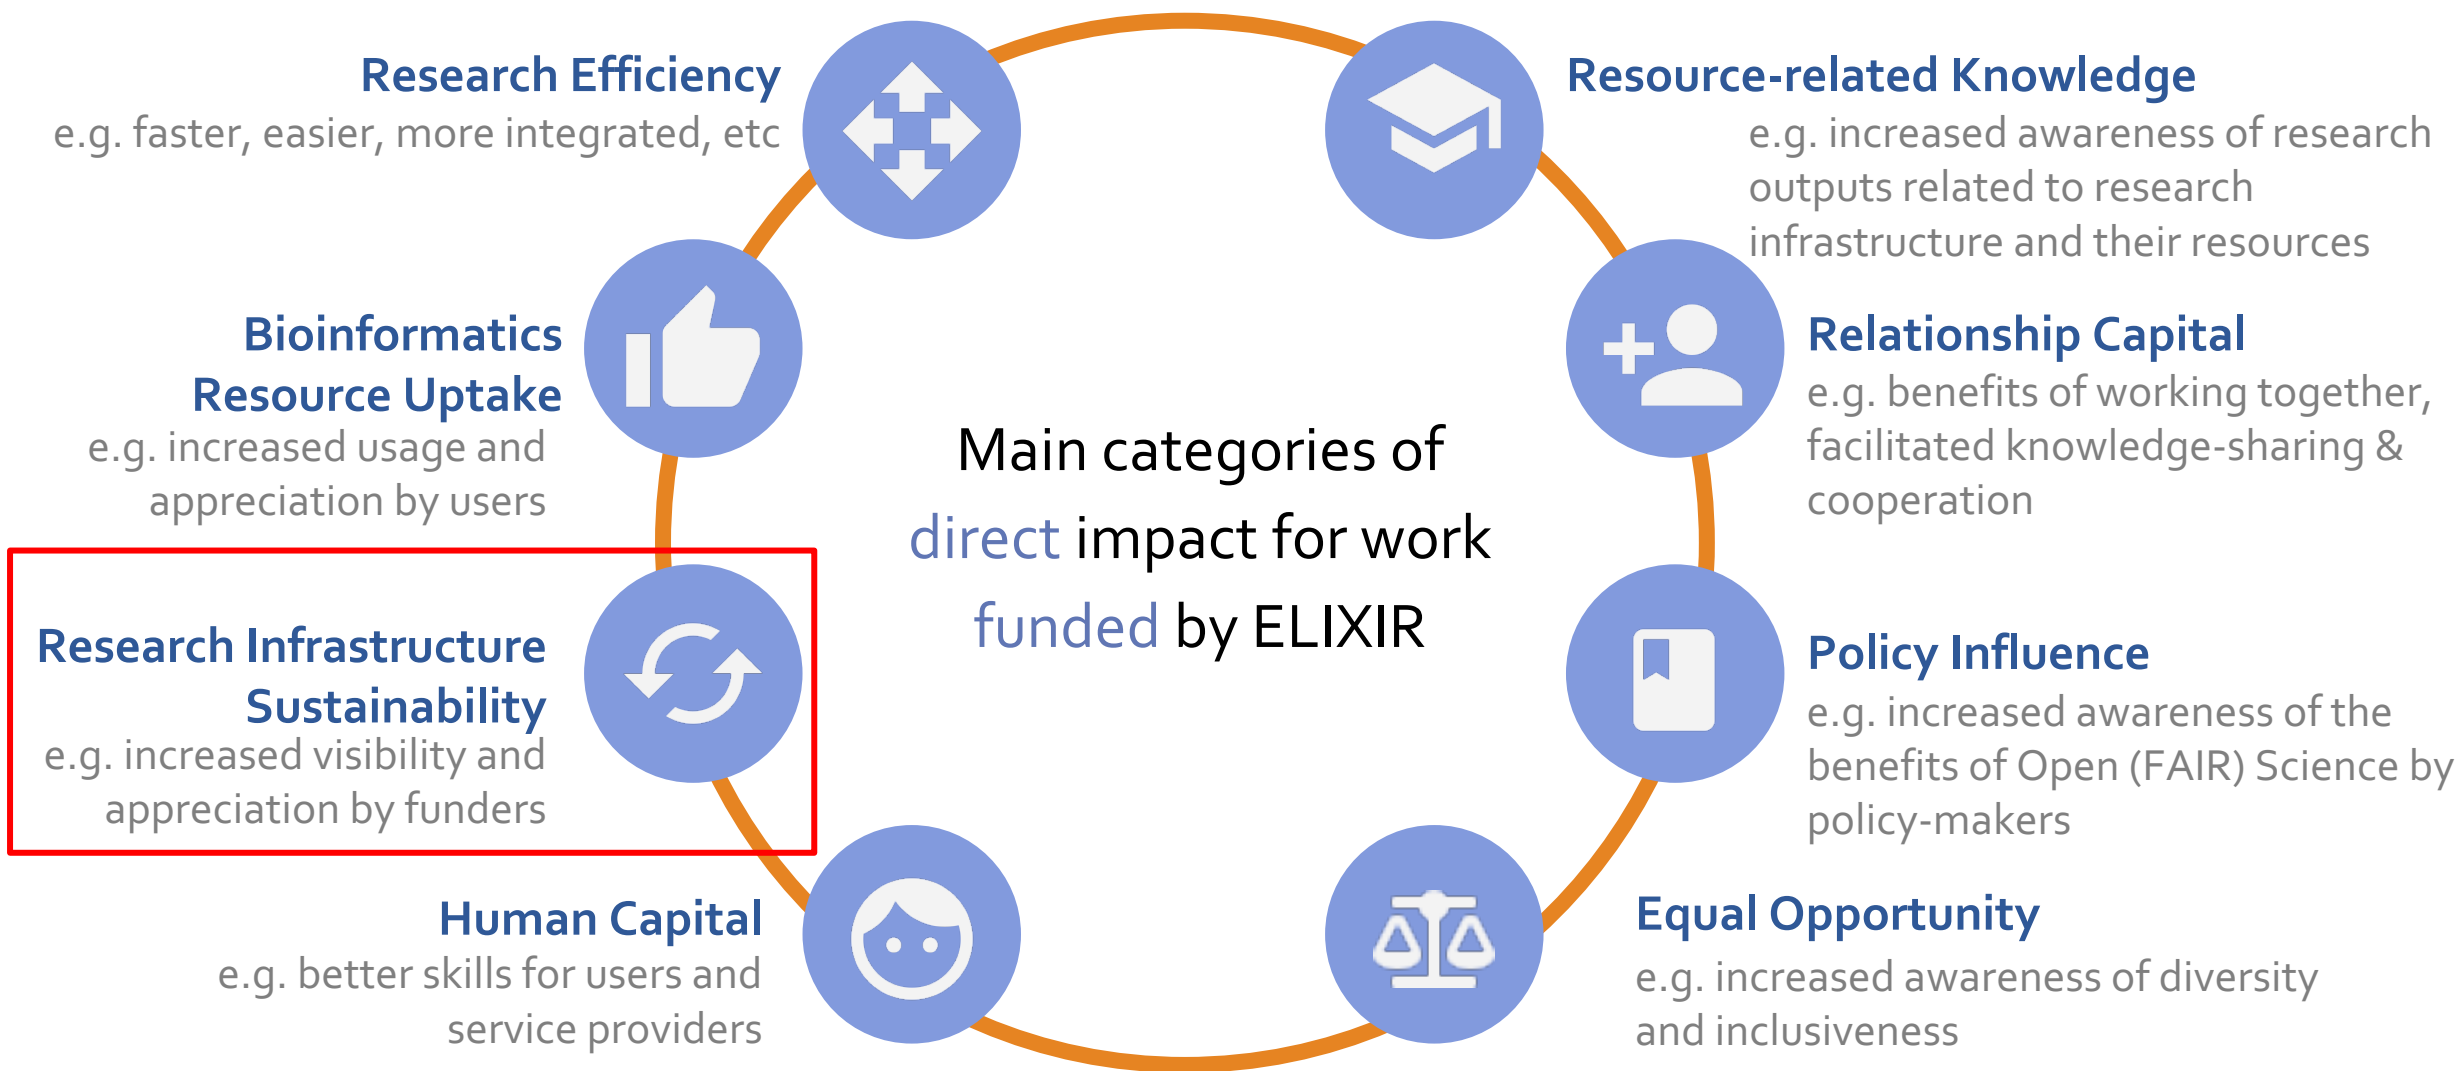 Research Efficiency
e.g. faster, easier, more integrated, etc
Bioinformatics
Resource Uptake
e.g. increased usage and
appreciation by users
Research Infrastructure
Sustainability
e.g. increased visibility and
appreciation by funders
Human Capital
e.g. better skills for users and
service providers
Main categories of
direct impact for work
funded by ELIXIR
Resource-related Knowledge
e.g. increased awareness of research
outputs related to research
infrastructure and their resources
Relationship Capital
e.g. benefits of working together,
facilitated knowledge-sharing &
cooperation
Policy Influence
e.g. increased awareness of the
benefits of Open (FAIR) Science by
policy-makers
Equal Opportunity
e.g. increased awareness of diversity
and inclusiveness